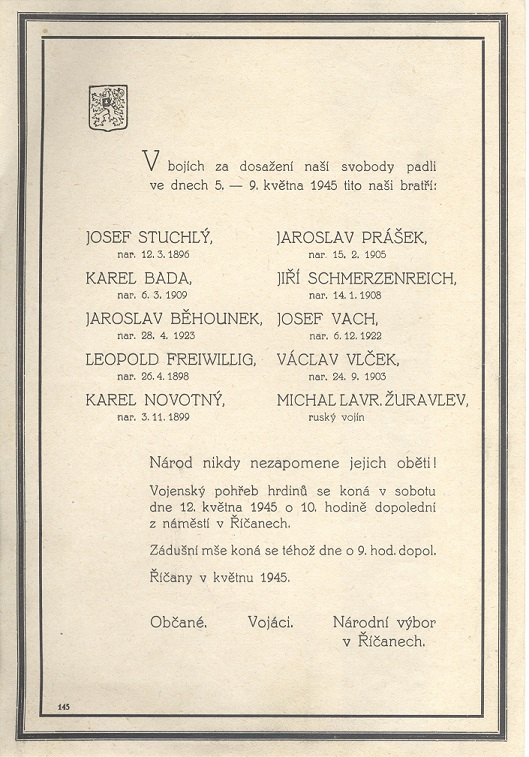 V bojích za dosažení naší svobody padli
ve dnech 5. — 9. května 1945 tito naši bratři:
JOSEF STUCHLÝ,
nar. 12. 3. 1896
JAROSLAV PRÁŠEK,
nar. 15. 2. 1905
KAREL BADA,
nar. 6. 3. 1909
JIŘÍ SCHMERZENREICH,
nar. 14. 1. 1908
JAROSLAV BĚHOUNEK,
nar. 28. 4. 1923
JOSEF VACH,
nar. 6. 12. 1922
LEOPOLD FREIWILLIG,
nar. 26. 4. 1898
VÁCLAV VLČEK,
nar. 24. 9. 1903
KAREL NOVOTNÝ,
nar. 3. 11. 1899
MICHAL LAVR. ŽURAVLEV,
ruský vojín
Národ nikdy nezapomene jejich oběti!
Vojenský pohřeb hrdinů se koná v sobotu
dne 12. května 1945 o 10. hodině dopolední
z náměstí v Říčanech.
Zádušní mše koná se téhož dne o 9. hod. dopol.
Říčany v květnu 1945.
Občané. Vojáci. Národní výbor
v Říčanech.
145